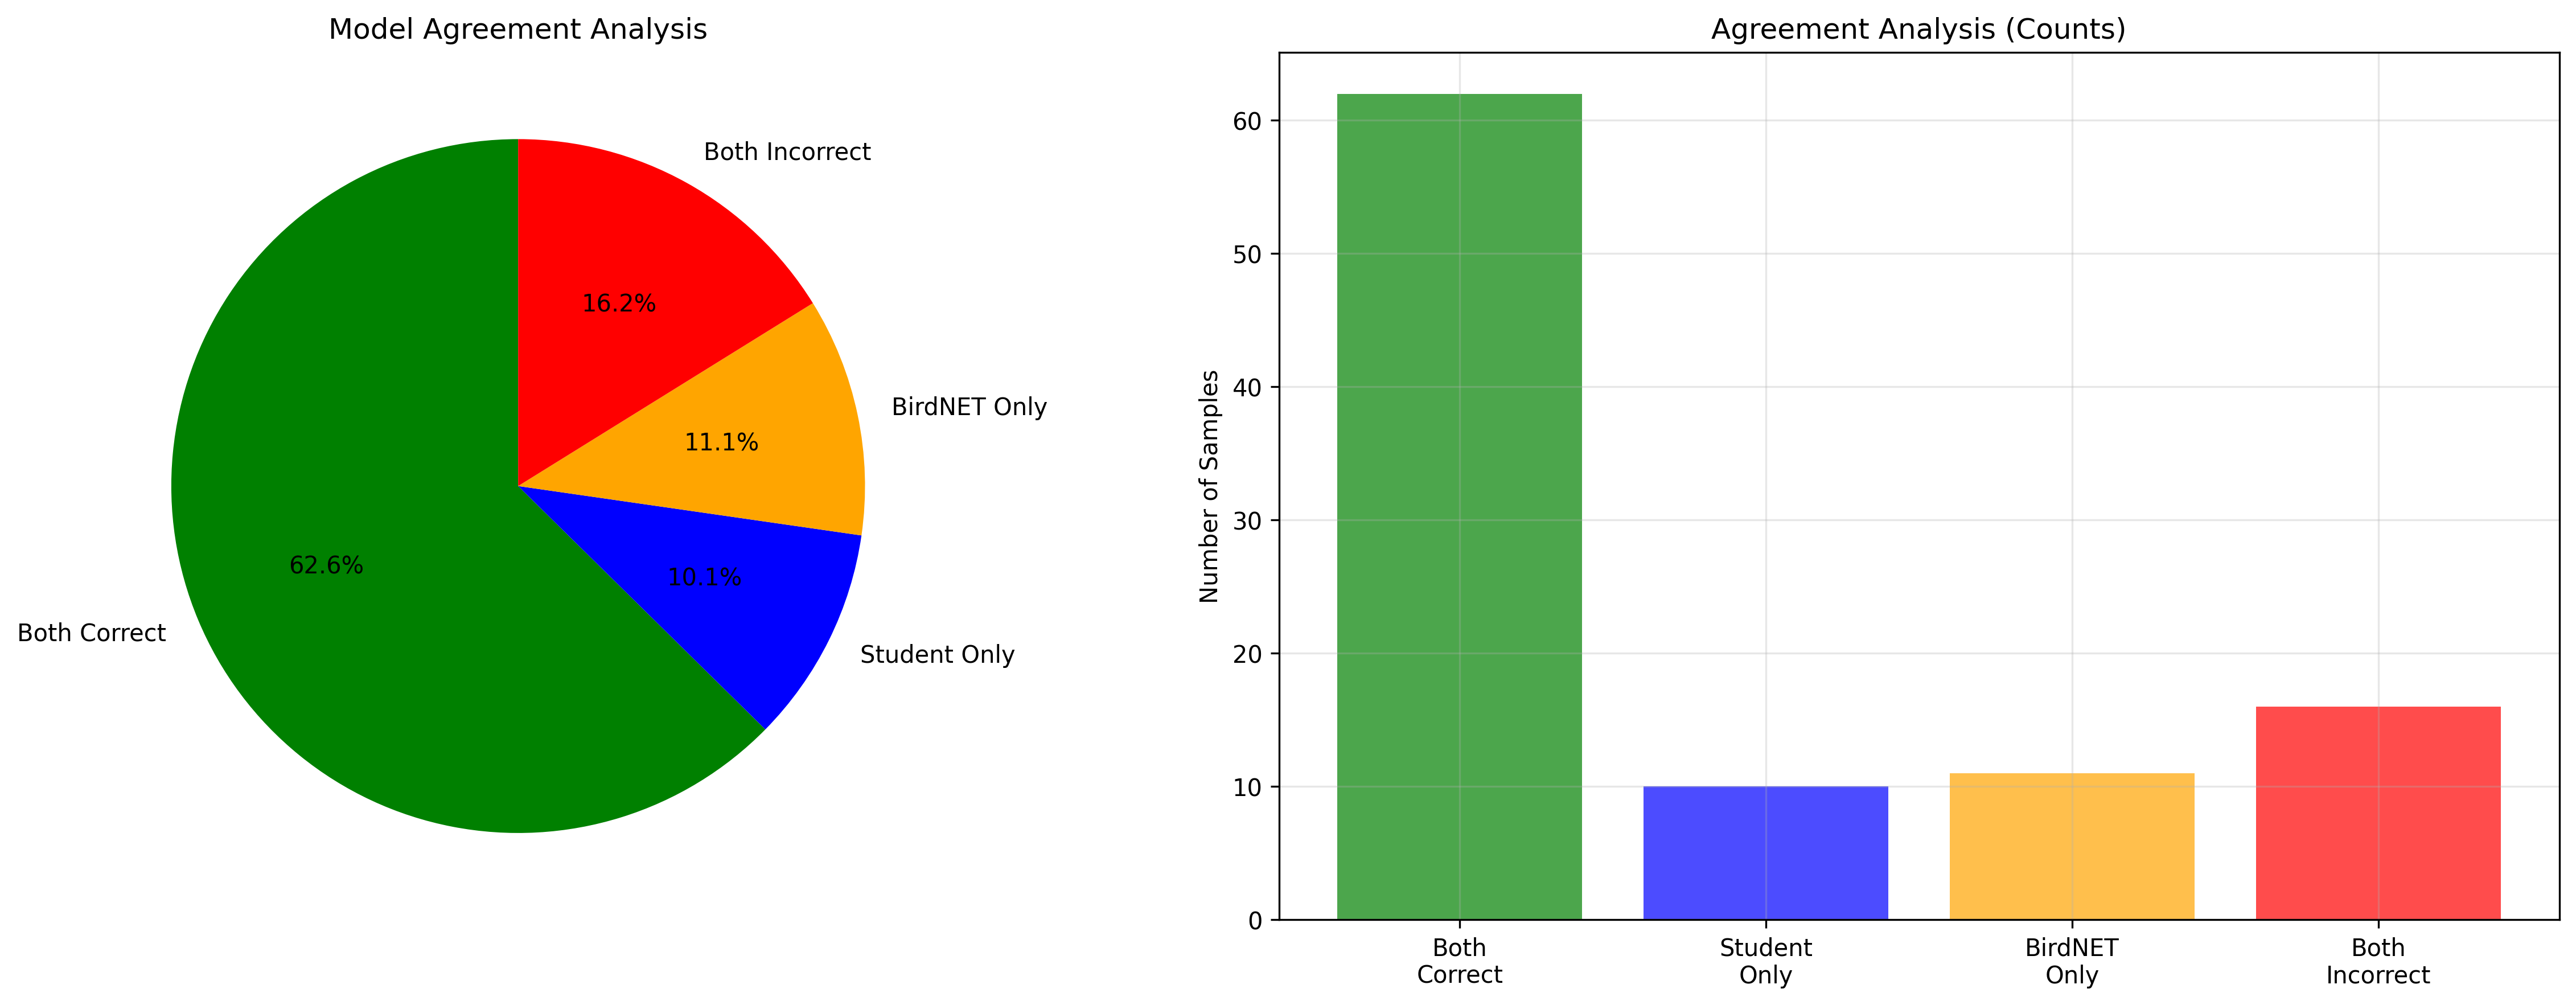 Model Agreement Analysis
Both Incorrect
16.2%
BirdNET Only
11.1%
10.1%
62.6%
Both Correct
Student Only
Agreement Analysis (Counts)
Number of Samples
60
50
40
30
20
10
0
Both
Correct
Student
Only
BirdNET
Only
Both
Incorrect